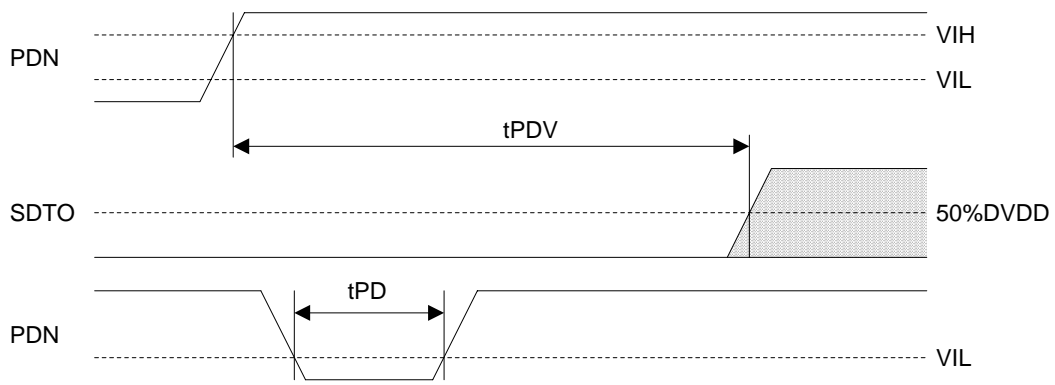 VIH
PDN
VIL
tPDV
SDTO
50%DVDD
tPD
PDN
VIL